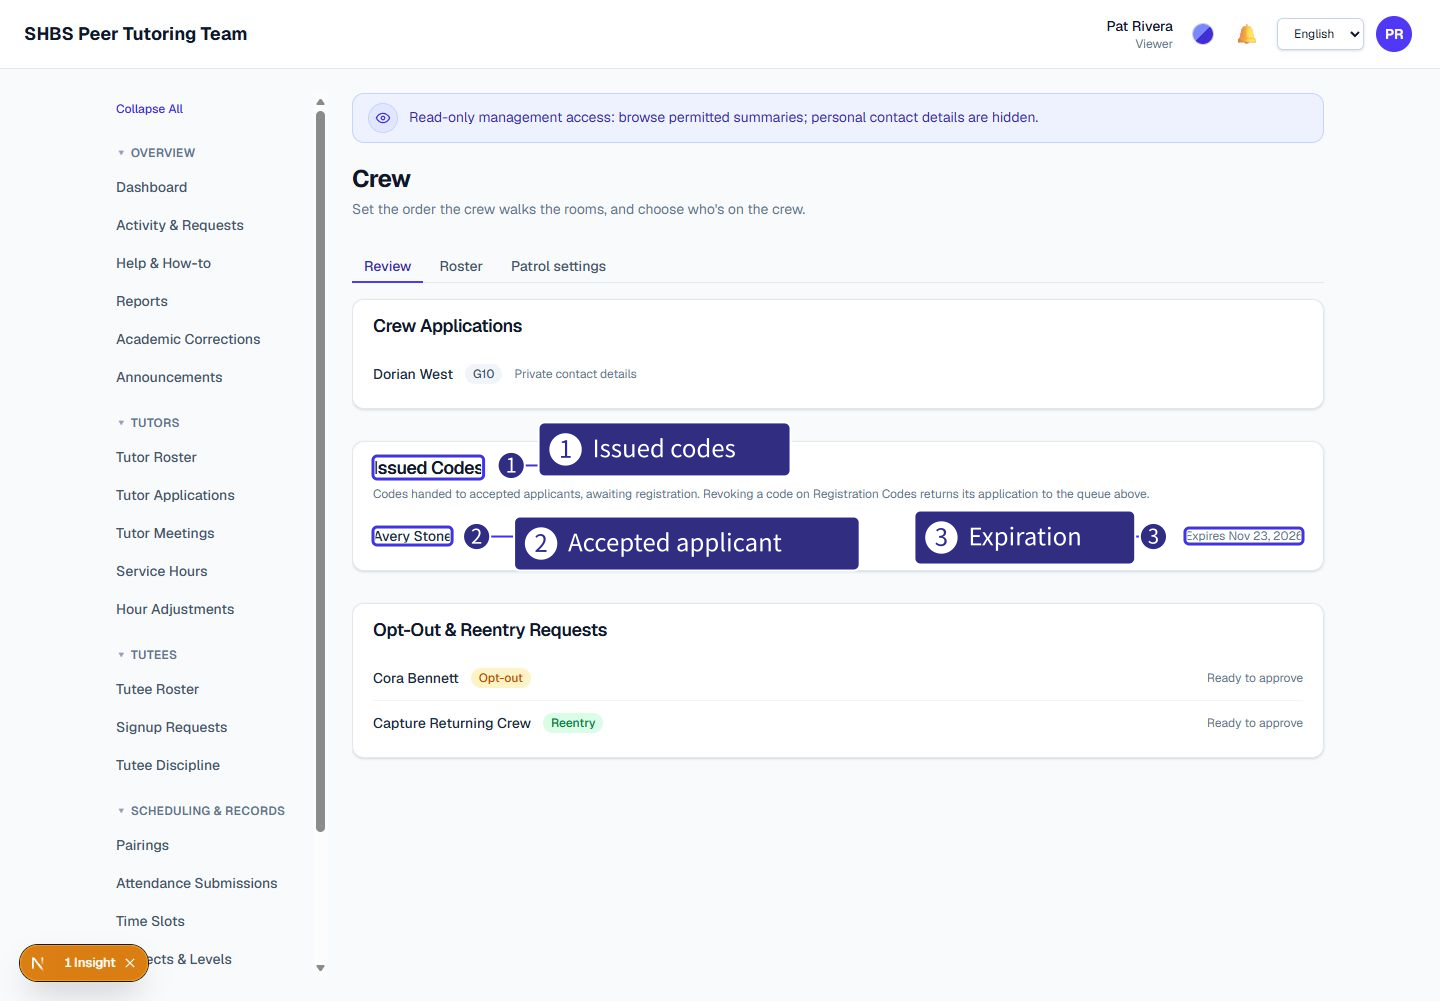 SHBS Peer Tutoring Team
Pat Rivera
Viewer
English
PR
Collapse All
OVERVIEW
Dashboard
Activity & Requests
Help & How-to
Reports
Academic Corrections
Announcements
TUTORS
Tutor Roster
Tutor Applications
Tutor Meetings
Service Hours
Hour Adjustments
TUTEES
Tutee Roster
Signup Requests
Tutee Discipline
SCHEDULING & RECORDS
Pairings
Attendance Submissions
Time Slots
ects & Levels
N 1 Insight
Read-only management access: browse permitted summaries; personal contact details are hidden.
Crew
Set the order the crew walks the rooms, and choose who's on the crew.
Review Roster Patrol settings
Crew Applications
Dorian West G10 Private contact details
Issued Codes 1 1 Issued codes
Codes handed to accepted applicants, awaiting registration. Revoking a code on Registration Codes returns its application to the queue above.
Avery Stone 2 2 Accepted applicant 3 Expiration 3 Expires Nov 23, 2026
Opt-Out & Reentry Requests
Cora Bennett Opt-out Ready to approve
Capture Returning Crew Reentry Ready to approve